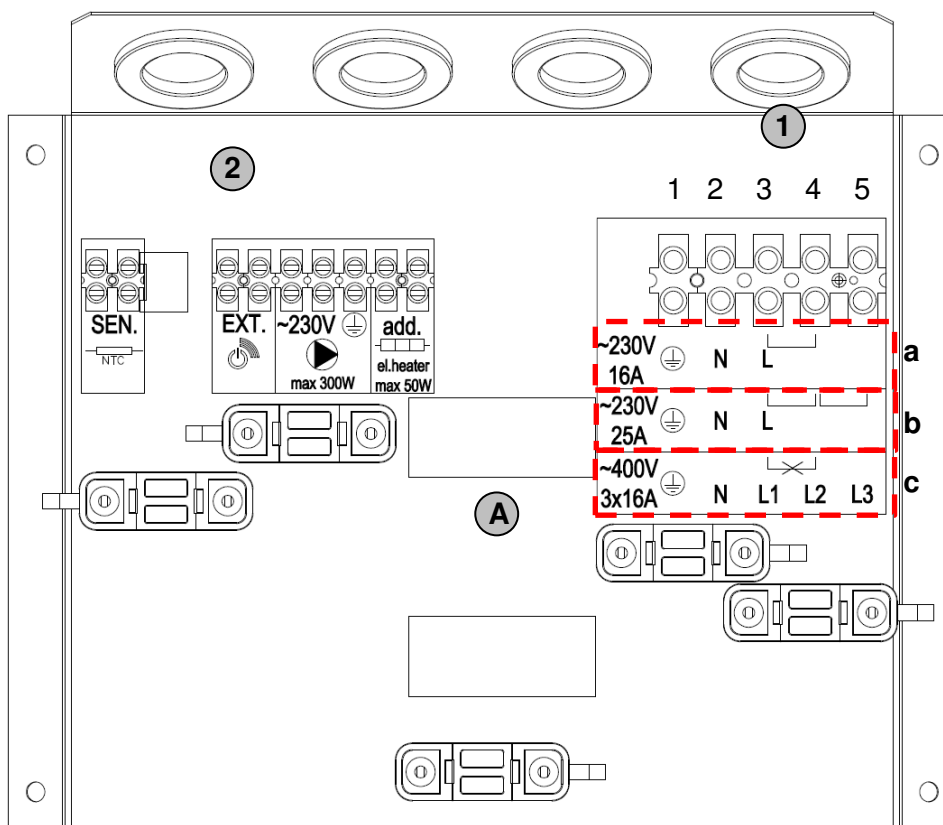 1
2
1 2 3 4 5
SEN.
NTC
EXT.
~230V
max 300W
add.
el.heater
max 50W
~230V
16A
N L
a
~230V
25A
N L
b
~400V
3x16A
N L1 L2 L3
c
A